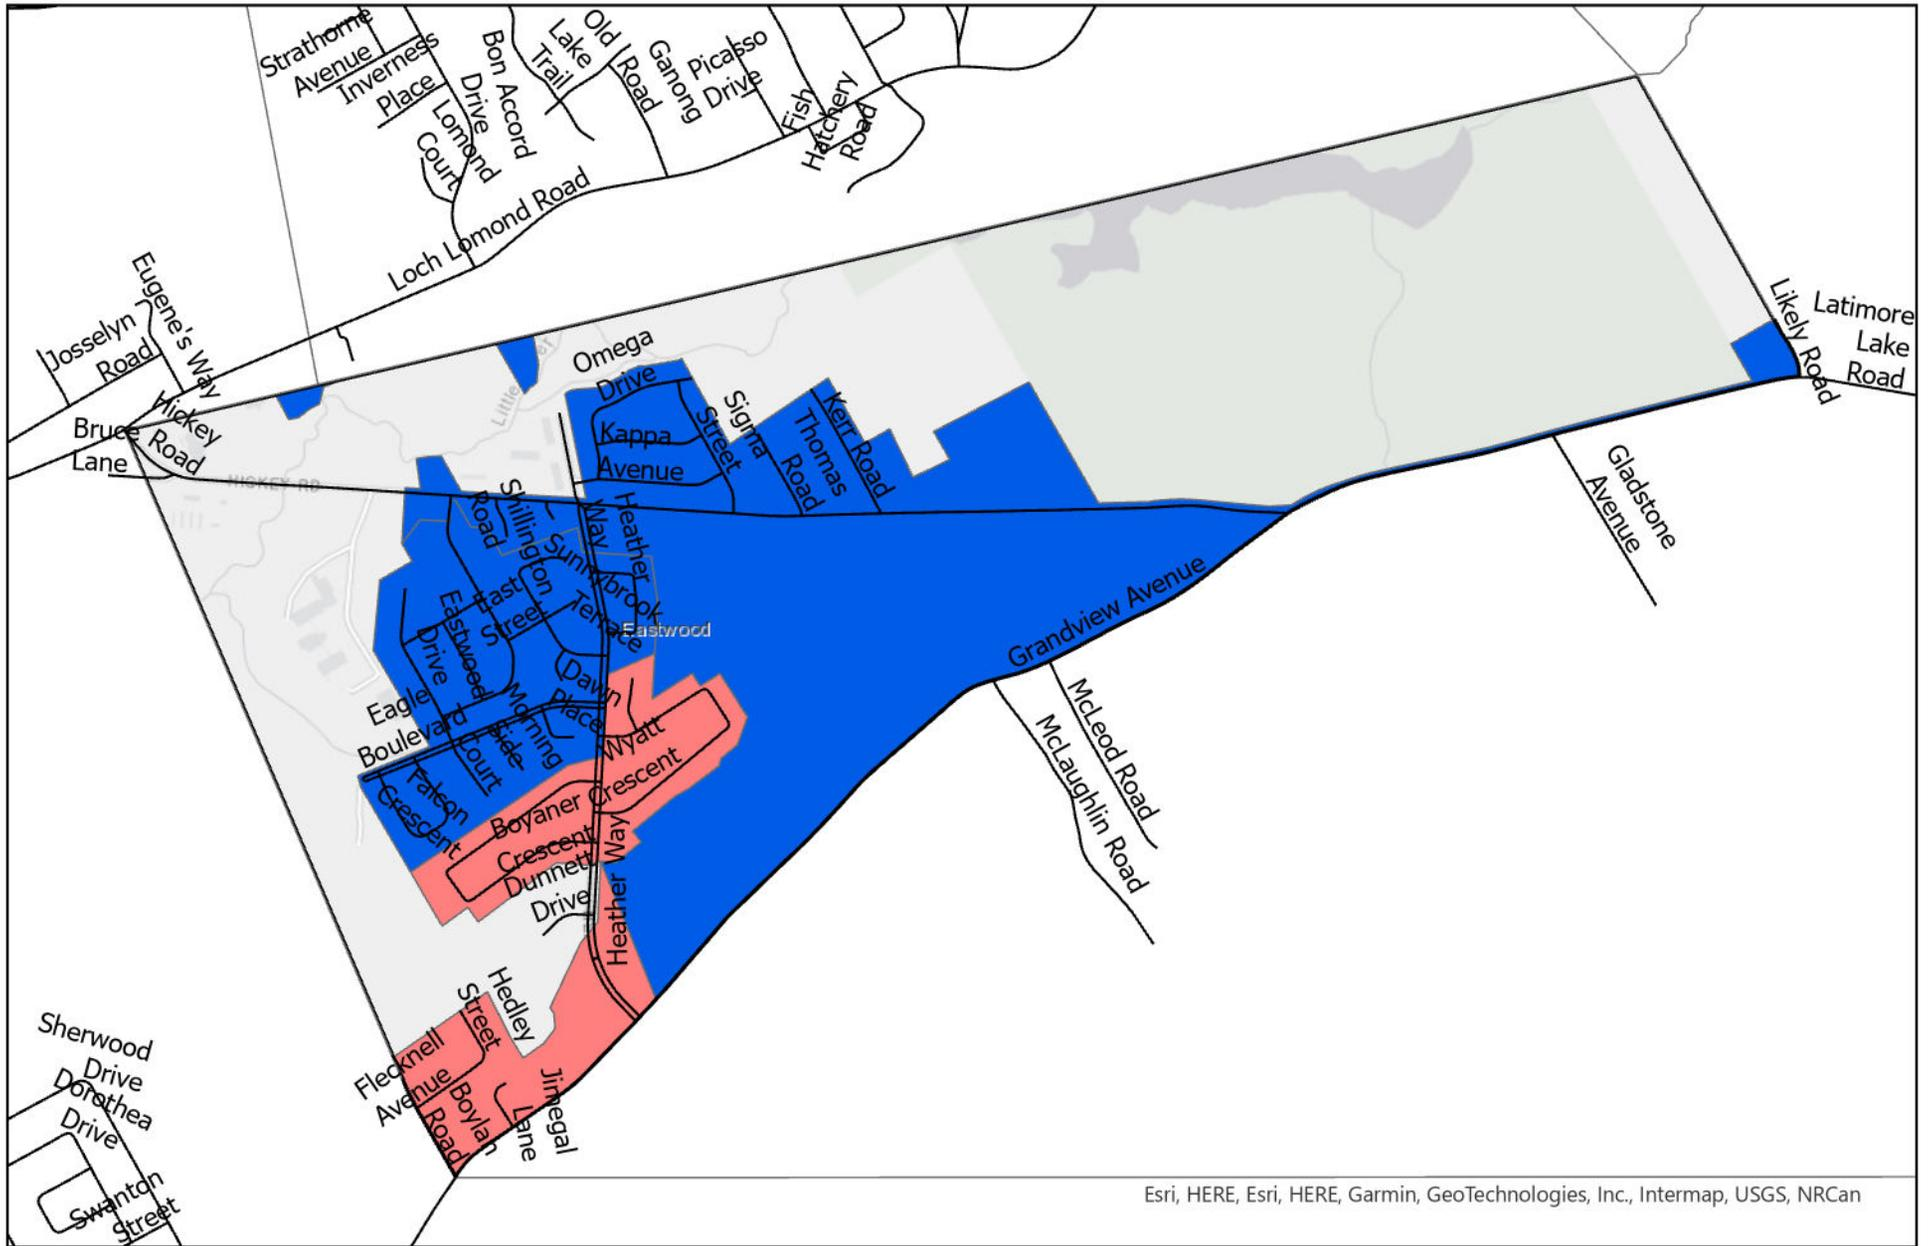 Strathorne
Avenue
Inverness
Place
Lomond
Court
Bon Accord
Drive
Lake
Trail
Old
Road
Ganong
Picasso
Drive
Fish
Hatchery
Road
Loch Lomond Road
Eugene's Way
Josselyn
Road
Hickey
Road
Bruce
Lane
HICKEY RD
Little
er
Omega
Drive
Kappa
Avenue
Street
Sigma
Thomas
Road
Kerr Road
Likely Road
Latimore
Lake
Road
Gladstone
Avenue
Shillington
Road
Way
Heather
Sunnybrook
Terrace
Eastwood
East
Street
Eastwood
Drive
Dawn
Place
Morning
Side
Court
Eagle
Boulevard
Falcon
Crescent
Wyatt
Crescent
Boyaner
Crescent
Dunnett
Drive
Heather Way
Grandview Avenue
McLeod Road
McLaughlin Road
Hedley
Street
Flecknell
Avenue
Boylan
Road
Jinegal
Lane
Sherwood
Drive
Dorothea
Drive
Swanton
Street
Esri, HERE, Esri, HERE, Garmin, GeoTechnologies, Inc., Intermap, USGS, NRCan